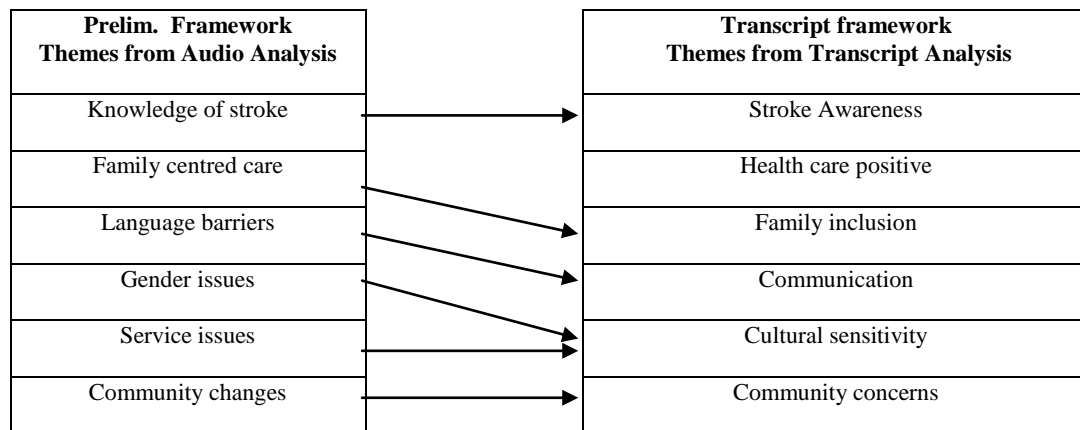 Prelim. Framework
Themes from Audio Analysis
Knowledge of stroke
Family centred care
Language barriers
Gender issues
Service issues
Community changes
Transcript framework
Themes from Transcript Analysis
Stroke Awareness
Health care positive
Family inclusion
Communication
Cultural sensitivity
Community concerns